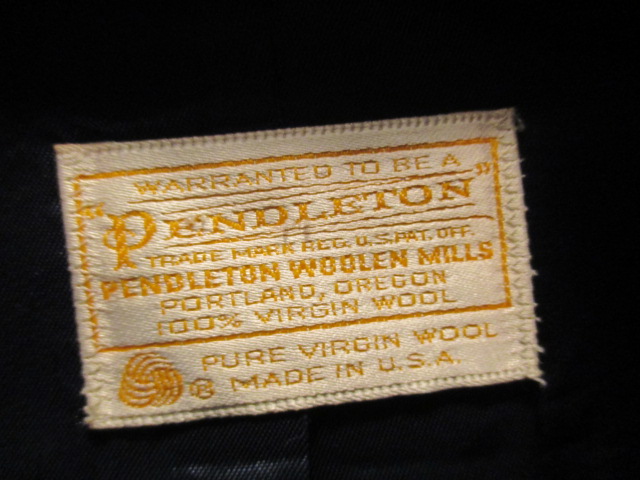 WARRANTED TO BE A
"PENDLETON"
TRADE MARK REG. U.S. PAT. OFF.
PENDLETON WOOLEN MILLS
PORTLAND, OREGON
100% VIRGIN WOOL
PURE VIRGIN WOOL
® MADE IN U.S.A.